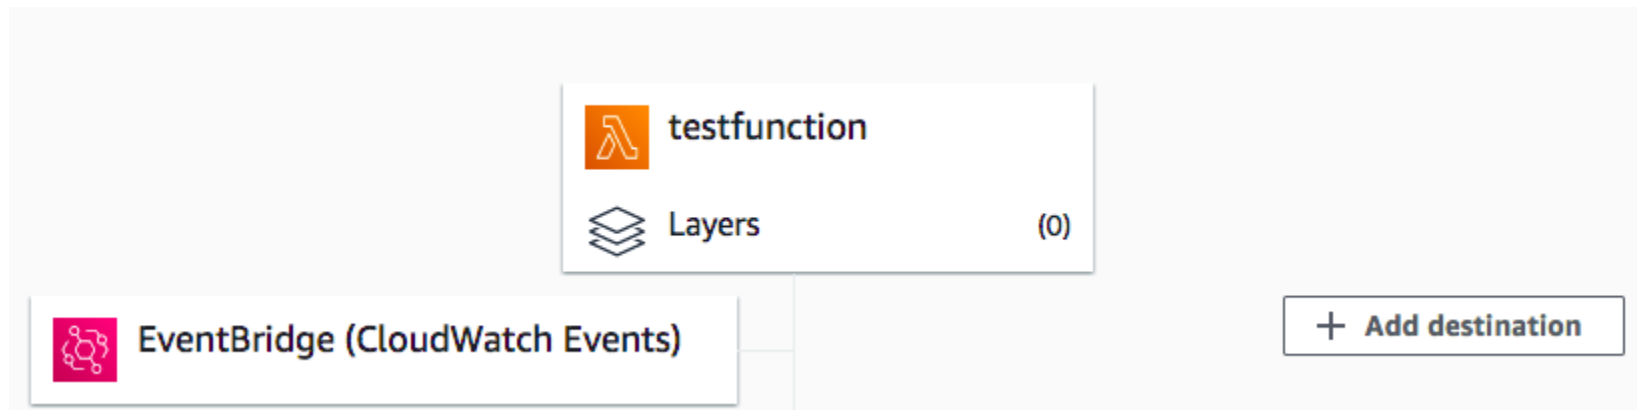 testfunction
Layers (0)
EventBridge (CloudWatch Events)
+ Add destination